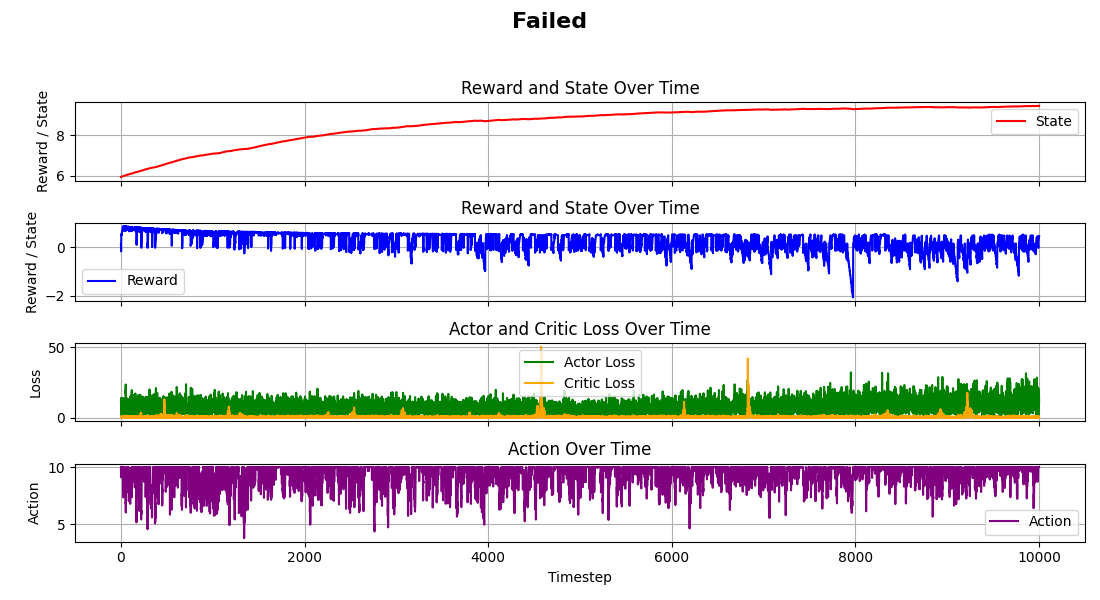 Failed
Reward and State Over Time
Reward / State
8
6
State
Reward and State Over Time
Reward / State
0
−2
Reward
Actor and Critic Loss Over Time
Loss
50
0
Actor Loss
Critic Loss
Action Over Time
Action
10
5
Action
0 2000 4000 6000 8000 10000
Timestep